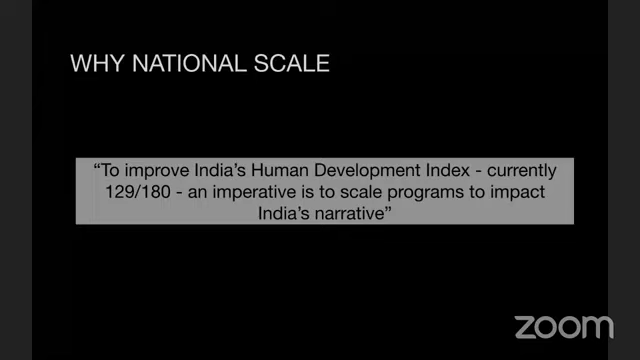 WHY NATIONAL SCALE
“To improve India’s Human Development Index - currently
129/180 - an imperative is to scale programs to impact
India’s narrative”
zoom